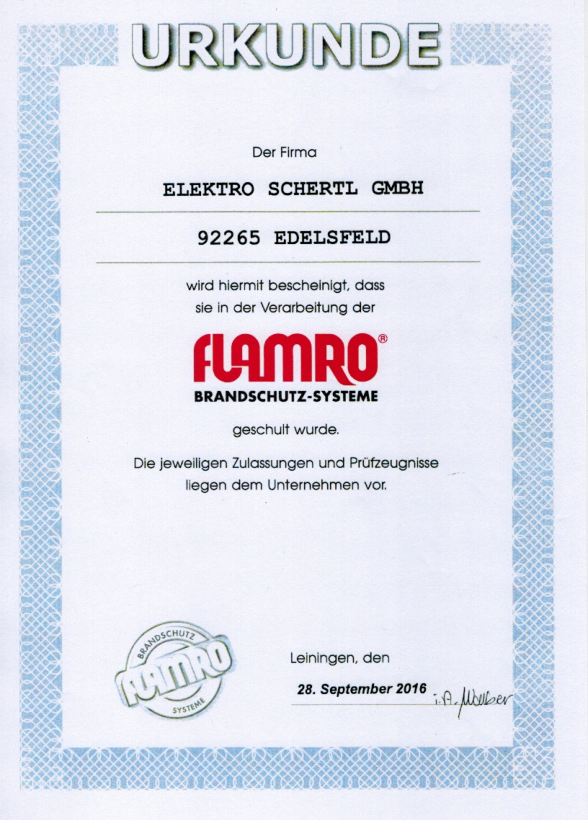 URKUNDE
Der Firma
ELEKTRO SCHERTL GMBH
92265 EDELSFELD
wird hiermit bescheinigt, dass
sie in der Verarbeitung der
FLAMRO®
BRANDSCHUTZ-SYSTEME
geschult wurde.
Die jeweiligen Zulassungen und Prüfzeugnisse
liegen dem Unternehmen vor.
BRANDSCHUTZ
FLAMRO
SYSTEME
Leiningen, den
28. September 2016 i.A.